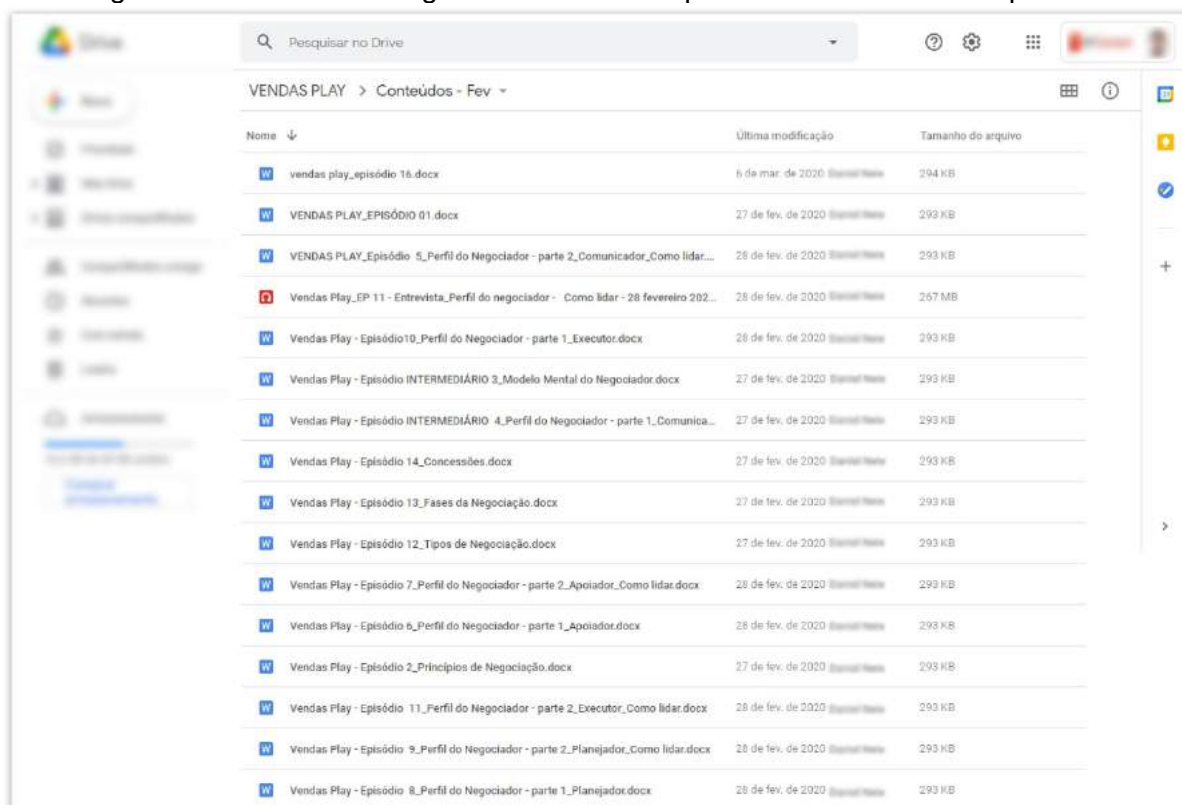 Drive
Pesquisar no Drive
VENDAS PLAY > Conteúdos - Fev
Nome Última modificação Tamanho do arquivo
vendas play_episódio 16.docx 6 de mar. de 2020 294 KB
VENDAS PLAY_EPISÓDIO 01.docx 27 de fev. de 2020 293 KB
VENDAS PLAY_Episódio 5_Perfil do Negociador - parte 2_Comunicador_Como lidar.... 28 de fev. de 2020 293 KB
Vendas Play_EP 11 - Entrevista_Perfil do negociador - Como lidar - 28 fevereiro 202... 28 de fev. de 2020 267 MB
Vendas Play - Episódio10_Perfil do Negociador - parte 1_Executor.docx 28 de fev. de 2020 293 KB
Vendas Play - Episódio INTERMEDIÁRIO 3_Modelo Mental do Negociador.docx 27 de fev. de 2020 293 KB
Vendas Play - Episódio INTERMEDIÁRIO 4_Perfil do Negociador - parte 1_Comunica... 27 de fev. de 2020 293 KB
Vendas Play - Episódio 14_Concessões.docx 27 de fev. de 2020 293 KB
Vendas Play - Episódio 13_Fases da Negociação.docx 27 de fev. de 2020 293 KB
Vendas Play - Episódio 12_Tipos de Negociação.docx 27 de fev. de 2020 293 KB
Vendas Play - Episódio 7_Perfil do Negociador - parte 2_Apoiador_Como lidar.docx 28 de fev. de 2020 293 KB
Vendas Play - Episódio 6_Perfil do Negociador - parte 1_Apoiador.docx 28 de fev. de 2020 293 KB
Vendas Play - Episódio 2_Princípios de Negociação.docx 27 de fev. de 2020 293 KB
Vendas Play - Episódio 11_Perfil do Negociador - parte 2_Executor_Como lidar.docx 28 de fev. de 2020 293 KB
Vendas Play - Episódio 9_Perfil do Negociador - parte 2_Planejador_Como lidar.docx 28 de fev. de 2020 293 KB
Vendas Play - Episódio 8_Perfil do Negociador - parte 1_Planejador.docx 28 de fev. de 2020 293 KB